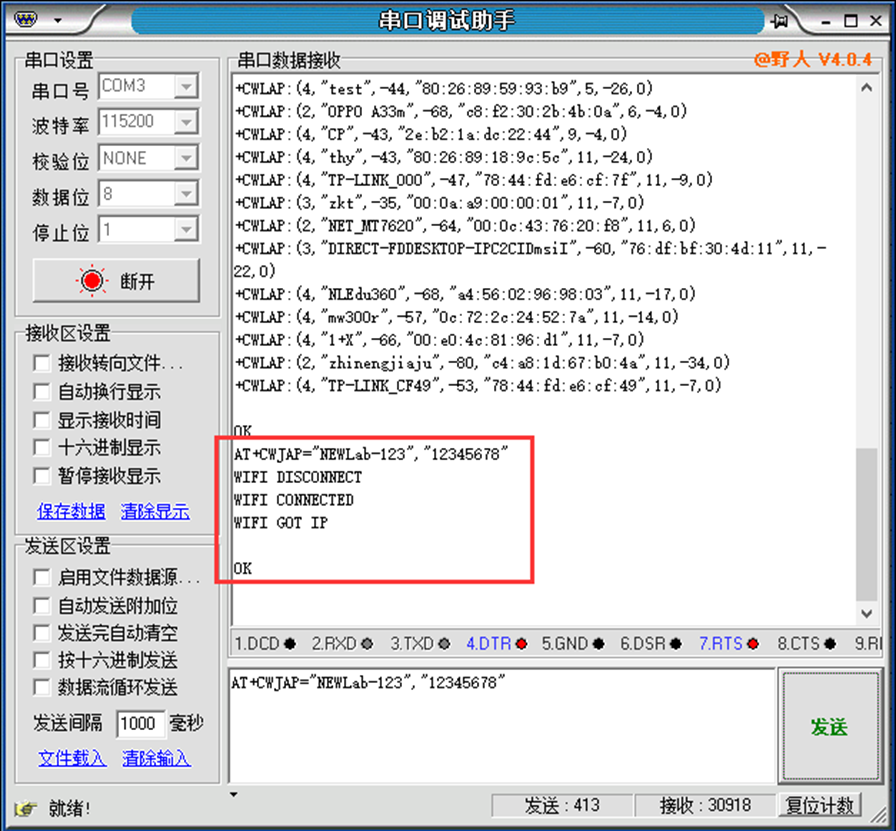 串口调试助手
串口设置
串口号 COM3
波特率 115200
校验位 NONE
数据位 8
停止位 1
断开
接收区设置
接收转向文件...
自动换行显示
显示接收时间
十六进制显示
暂停接收显示
保存数据 清除显示
发送区设置
启用文件数据源...
自动发送附加位
发送完自动清空
按十六进制发送
数据流循环发送
发送间隔 1000 毫秒
文件载入 清除输入
串口数据接收
@野人 V4.0.4
+CWLAP:(4,"test",-44,"80:26:89:59:93:b9",5,-26,0)
+CWLAP:(2,"OPPO A33m",-68,"c8:f2:30:2b:4b:0a",6,-4,0)
+CWLAP:(4,"CP",-43,"2e:b2:1a:dc:22:44",9,-4,0)
+CWLAP:(4,"thy",-43,"80:26:89:18:9c:5c",11,-24,0)
+CWLAP:(4,"TP-LINK_000",-47,"78:44:fd:e6:cf:7f",11,-9,0)
+CWLAP:(3,"zkt",-35,"00:0a:a9:00:00:01",11,-7,0)
+CWLAP:(2,"NET_MT7620",-64,"00:0c:43:76:20:f8",11,6,0)
+CWLAP:(3,"DIRECT-FDDESKTOP-IPC2CIDmsiI",-60,"76:df:bf:30:4d:11",11,-
22,0)
+CWLAP:(4,"NLEdu360",-68,"a4:56:02:96:98:03",11,-17,0)
+CWLAP:(4,"mw300r",-57,"0c:72:2c:24:52:7a",11,-14,0)
+CWLAP:(4,"1+X",-66,"00:e0:4c:81:96:d1",11,-7,0)
+CWLAP:(2,"zhinengjiaju",-80,"c4:a8:1d:67:b0:4a",11,-34,0)
+CWLAP:(4,"TP-LINK_CF49",-53,"78:44:fd:e6:cf:49",11,-7,0)
OK
AT+CWJAP="NEWLab-123","12345678"
WIFI DISCONNECT
WIFI CONNECTED
WIFI GOT IP
OK
1.DCD 2.RXD 3.TXD 4.DTR 5.GND 6.DSR 7.RTS 8.CTS 9.RI
AT+CWJAP="NEWLab-123","12345678"
发送
就绪!
发送 : 413 接收 : 30918 复位计数